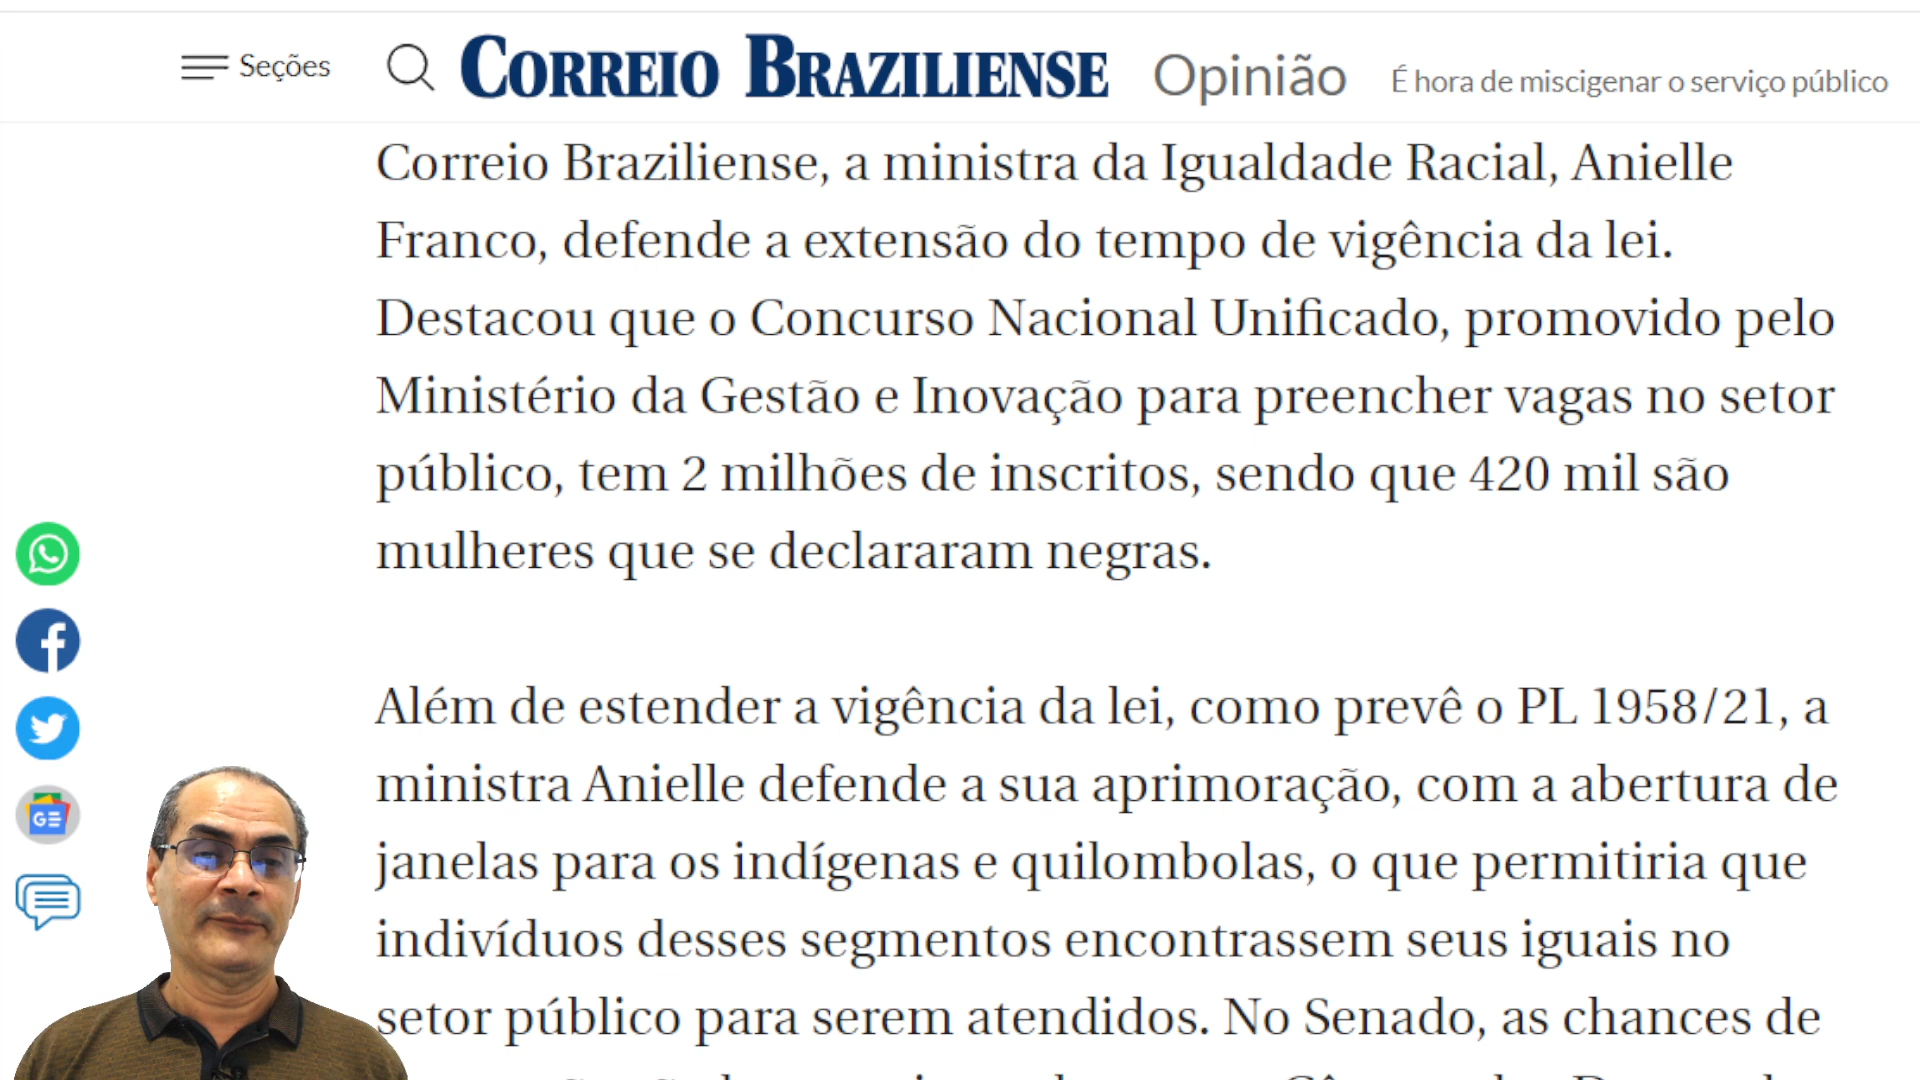 Seções
CORREIO BRAZILIENSE
Opinião
É hora de miscigenar o serviço público
Correio Braziliense, a ministra da Igualdade Racial, Anielle
Franco, defende a extensão do tempo de vigência da lei.
Destacou que o Concurso Nacional Unificado, promovido pelo
Ministério da Gestão e Inovação para preencher vagas no setor
público, tem 2 milhões de inscritos, sendo que 420 mil são
mulheres que se declararam negras.
Além de estender a vigência da lei, como prevê o PL 1958/21, a
ministra Anielle defende a sua aprimoração, com a abertura de
janelas para os indígenas e quilombolas, o que permitiria que
indivíduos desses segmentos encontrassem seus iguais no
setor público para serem atendidos. No Senado, as chances de